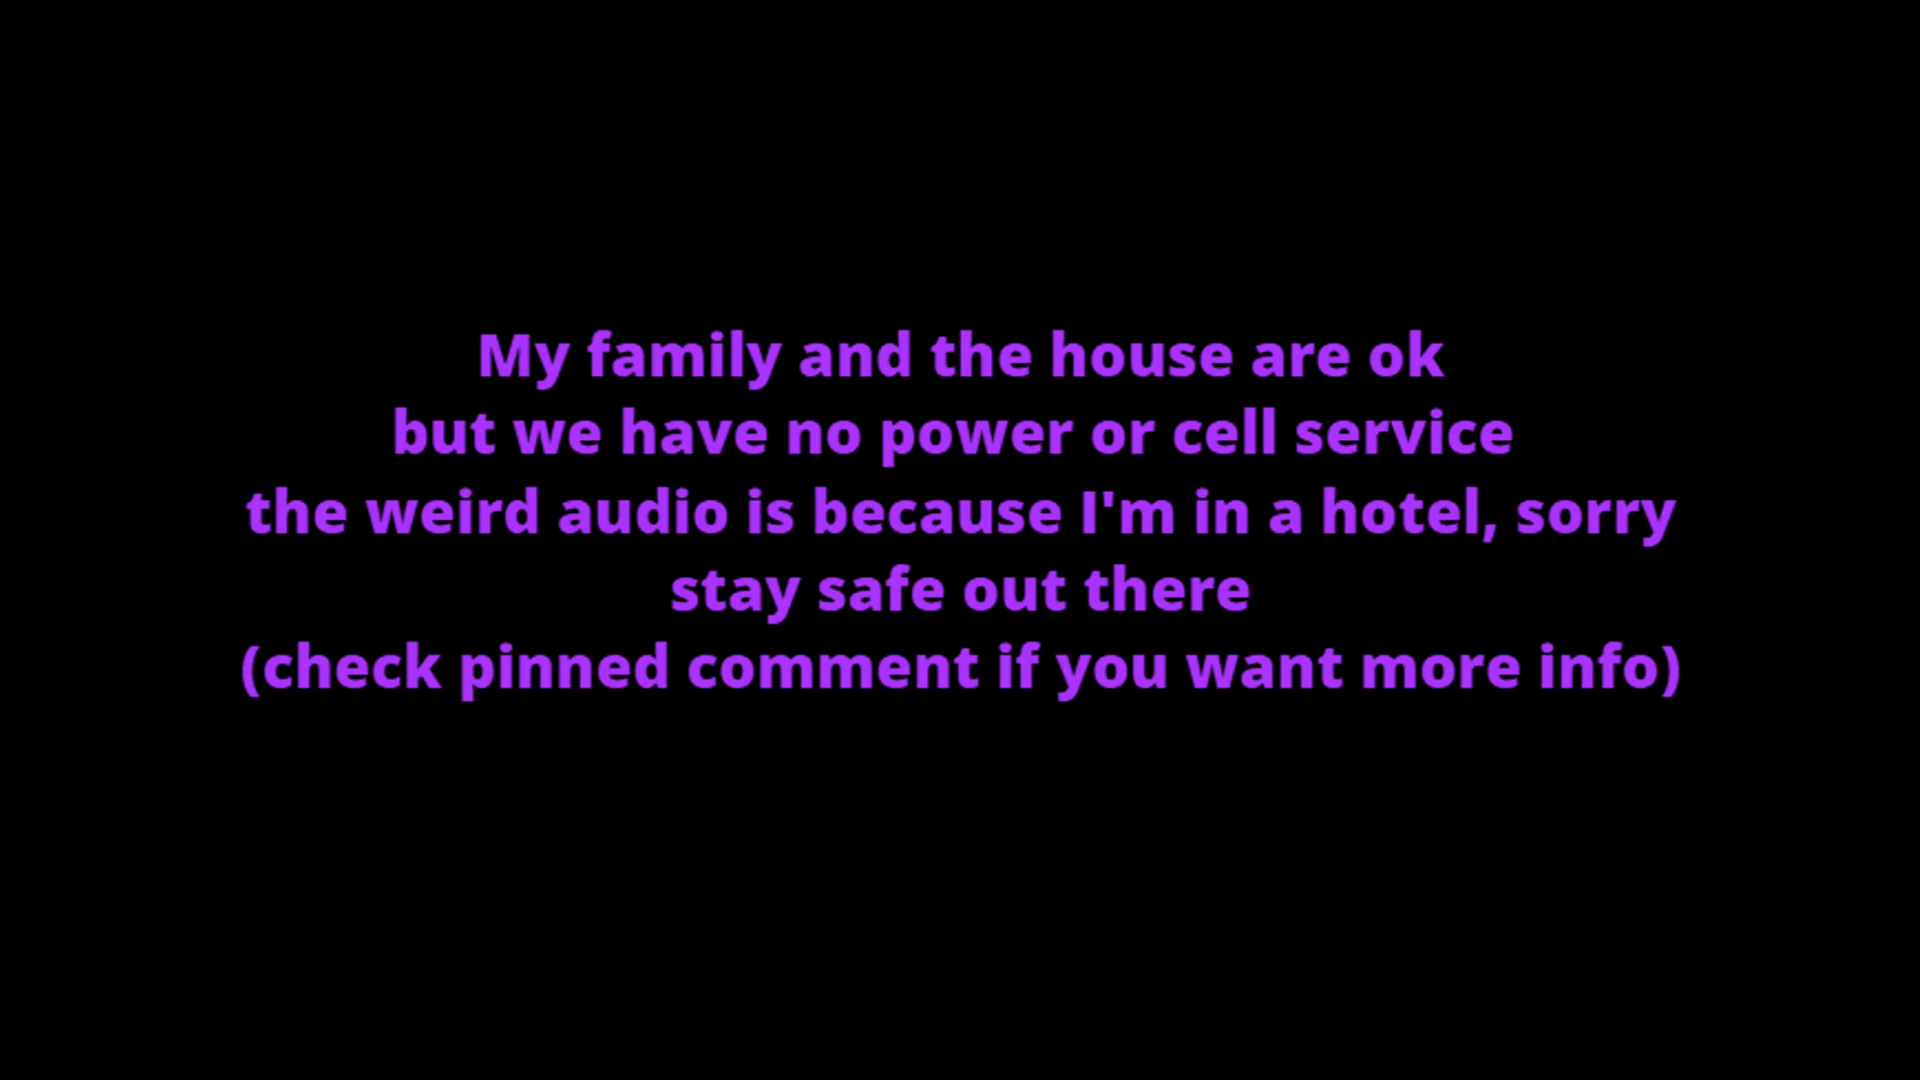 My family and the house are ok
but we have no power or cell service
the weird audio is because I'm in a hotel, sorry
stay safe out there
(check pinned comment if you want more info)